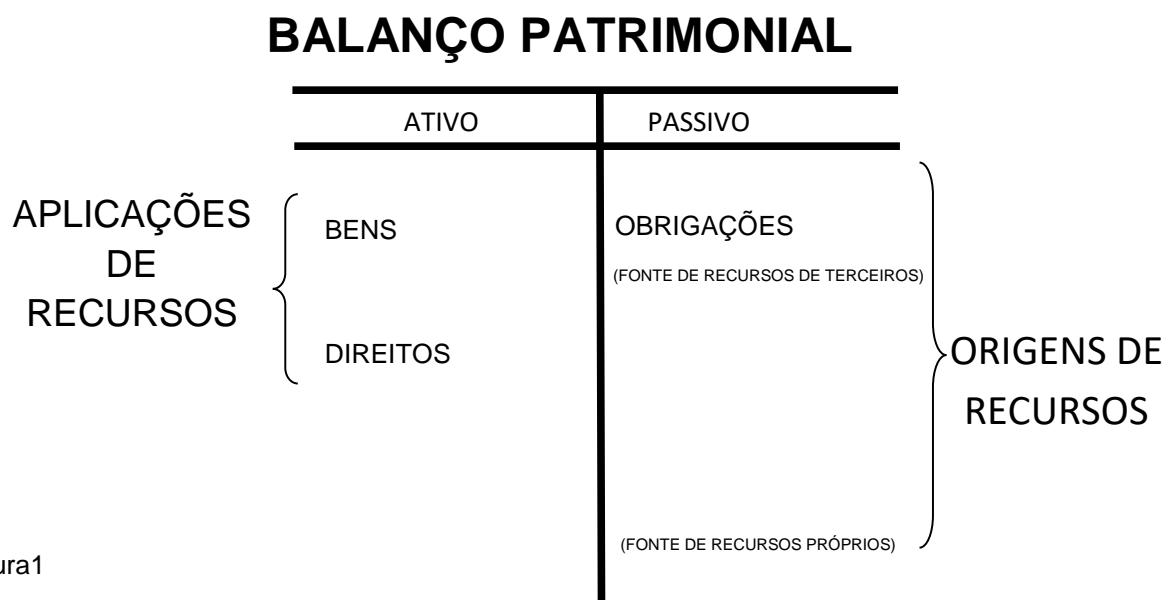 BALANÇO PATRIMONIAL
ATIVO
PASSIVO
APLICAÇÕES
DE
RECURSOS
BENS
DIREITOS
OBRIGAÇÕES
(FONTE DE RECURSOS DE TERCEIROS)
(FONTE DE RECURSOS PRÓPRIOS)
ORIGENS DE
RECURSOS